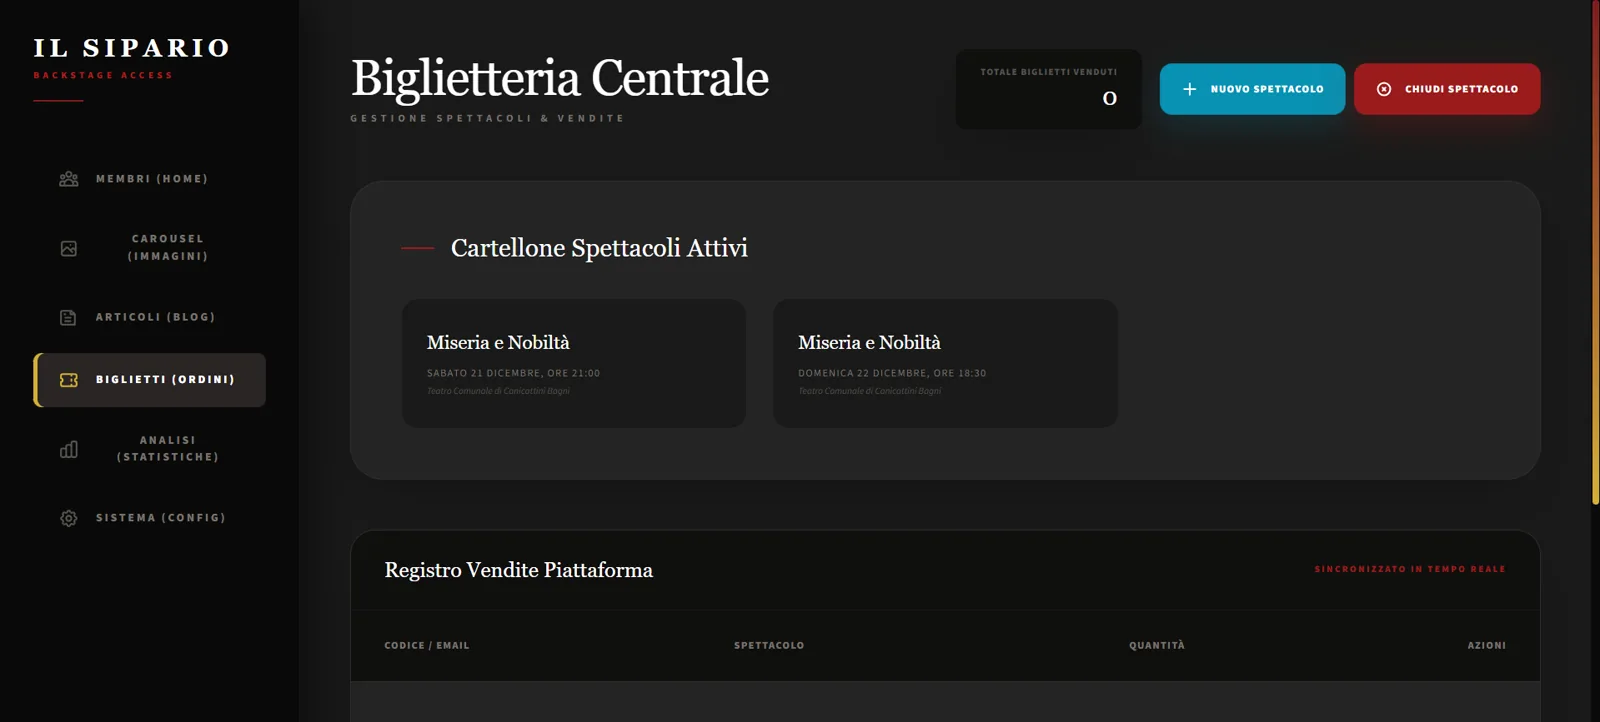 IL SIPARIO
BACKSTAGE ACCESS
MEMBRI (HOME)
CAROUSEL
(IMMAGINI)
ARTICOLI (BLOG)
BIGLIETTI (ORDINI)
ANALISI
(STATISTICHE)
SISTEMA (CONFIG)
Biglietteria Centrale
GESTIONE SPETTACOLI & VENDITE
TOTALE BIGLIETTI VENDUTI
0
NUOVO SPETTACOLO
CHIUDI SPETTACOLO
Cartellone Spettacoli Attivi
Miseria e Nobiltà
SABATO 21 DICEMBRE, ORE 21:00
Teatro Comunale di Canicattini Bagni
Miseria e Nobiltà
DOMENICA 22 DICEMBRE, ORE 18:30
Teatro Comunale di Canicattini Bagni
Registro Vendite Piattaforma
SINCRONIZZATO IN TEMPO REALE
CODICE / EMAIL
SPETTACOLO
QUANTITÀ
AZIONI